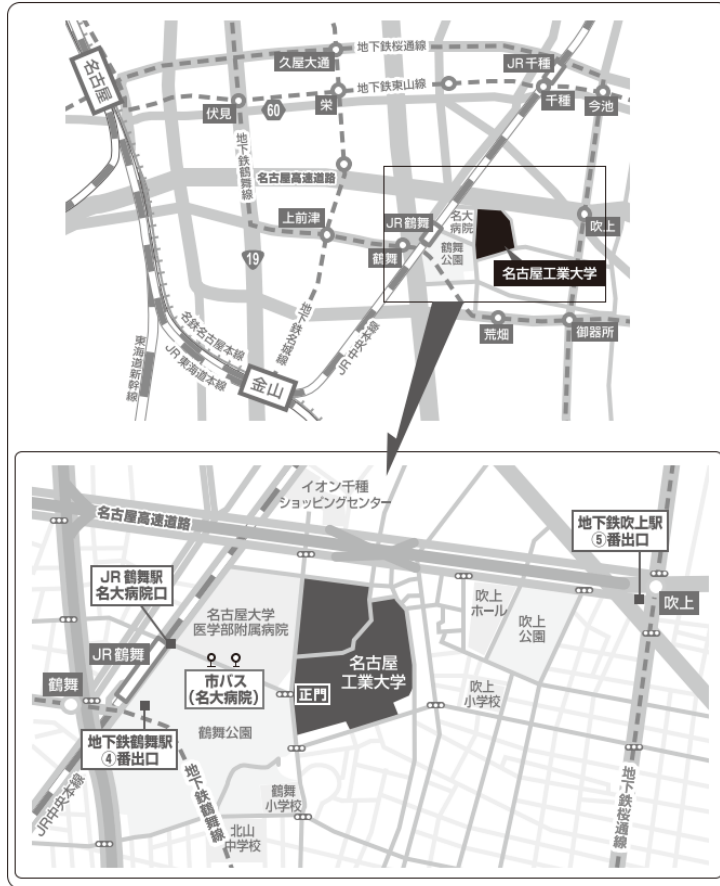 地下鉄桜通線
久屋大通
JR千種
名古屋
地下鉄東山線
伏見
60
栄
千種
今池
地下鉄鶴舞線
名古屋高速道路
上前津
JR鶴舞
名大
病院
吹上
鶴舞
鶴舞
公園
名古屋工業大学
19
地下鉄名城線
JR中央本線
荒畑
御器所
名鉄名古屋本線
JR東海道本線
東海道新幹線
金山
イオン千種
ショッピングセンター
名古屋高速道路
地下鉄吹上駅
⑤番出口
JR鶴舞駅
名大病院口
名古屋大学
医学部附属病院
吹上
ホール
吹上
公園
吹上
JR鶴舞
名古屋
工業大学
鶴舞
市バス
(名大病院)
正門
吹上
小学校
地下鉄鶴舞駅
④番出口
鶴舞公園
地下鉄桜通線
JR中央本線
地下鉄鶴舞線
鶴舞
小学校
北山
中学校